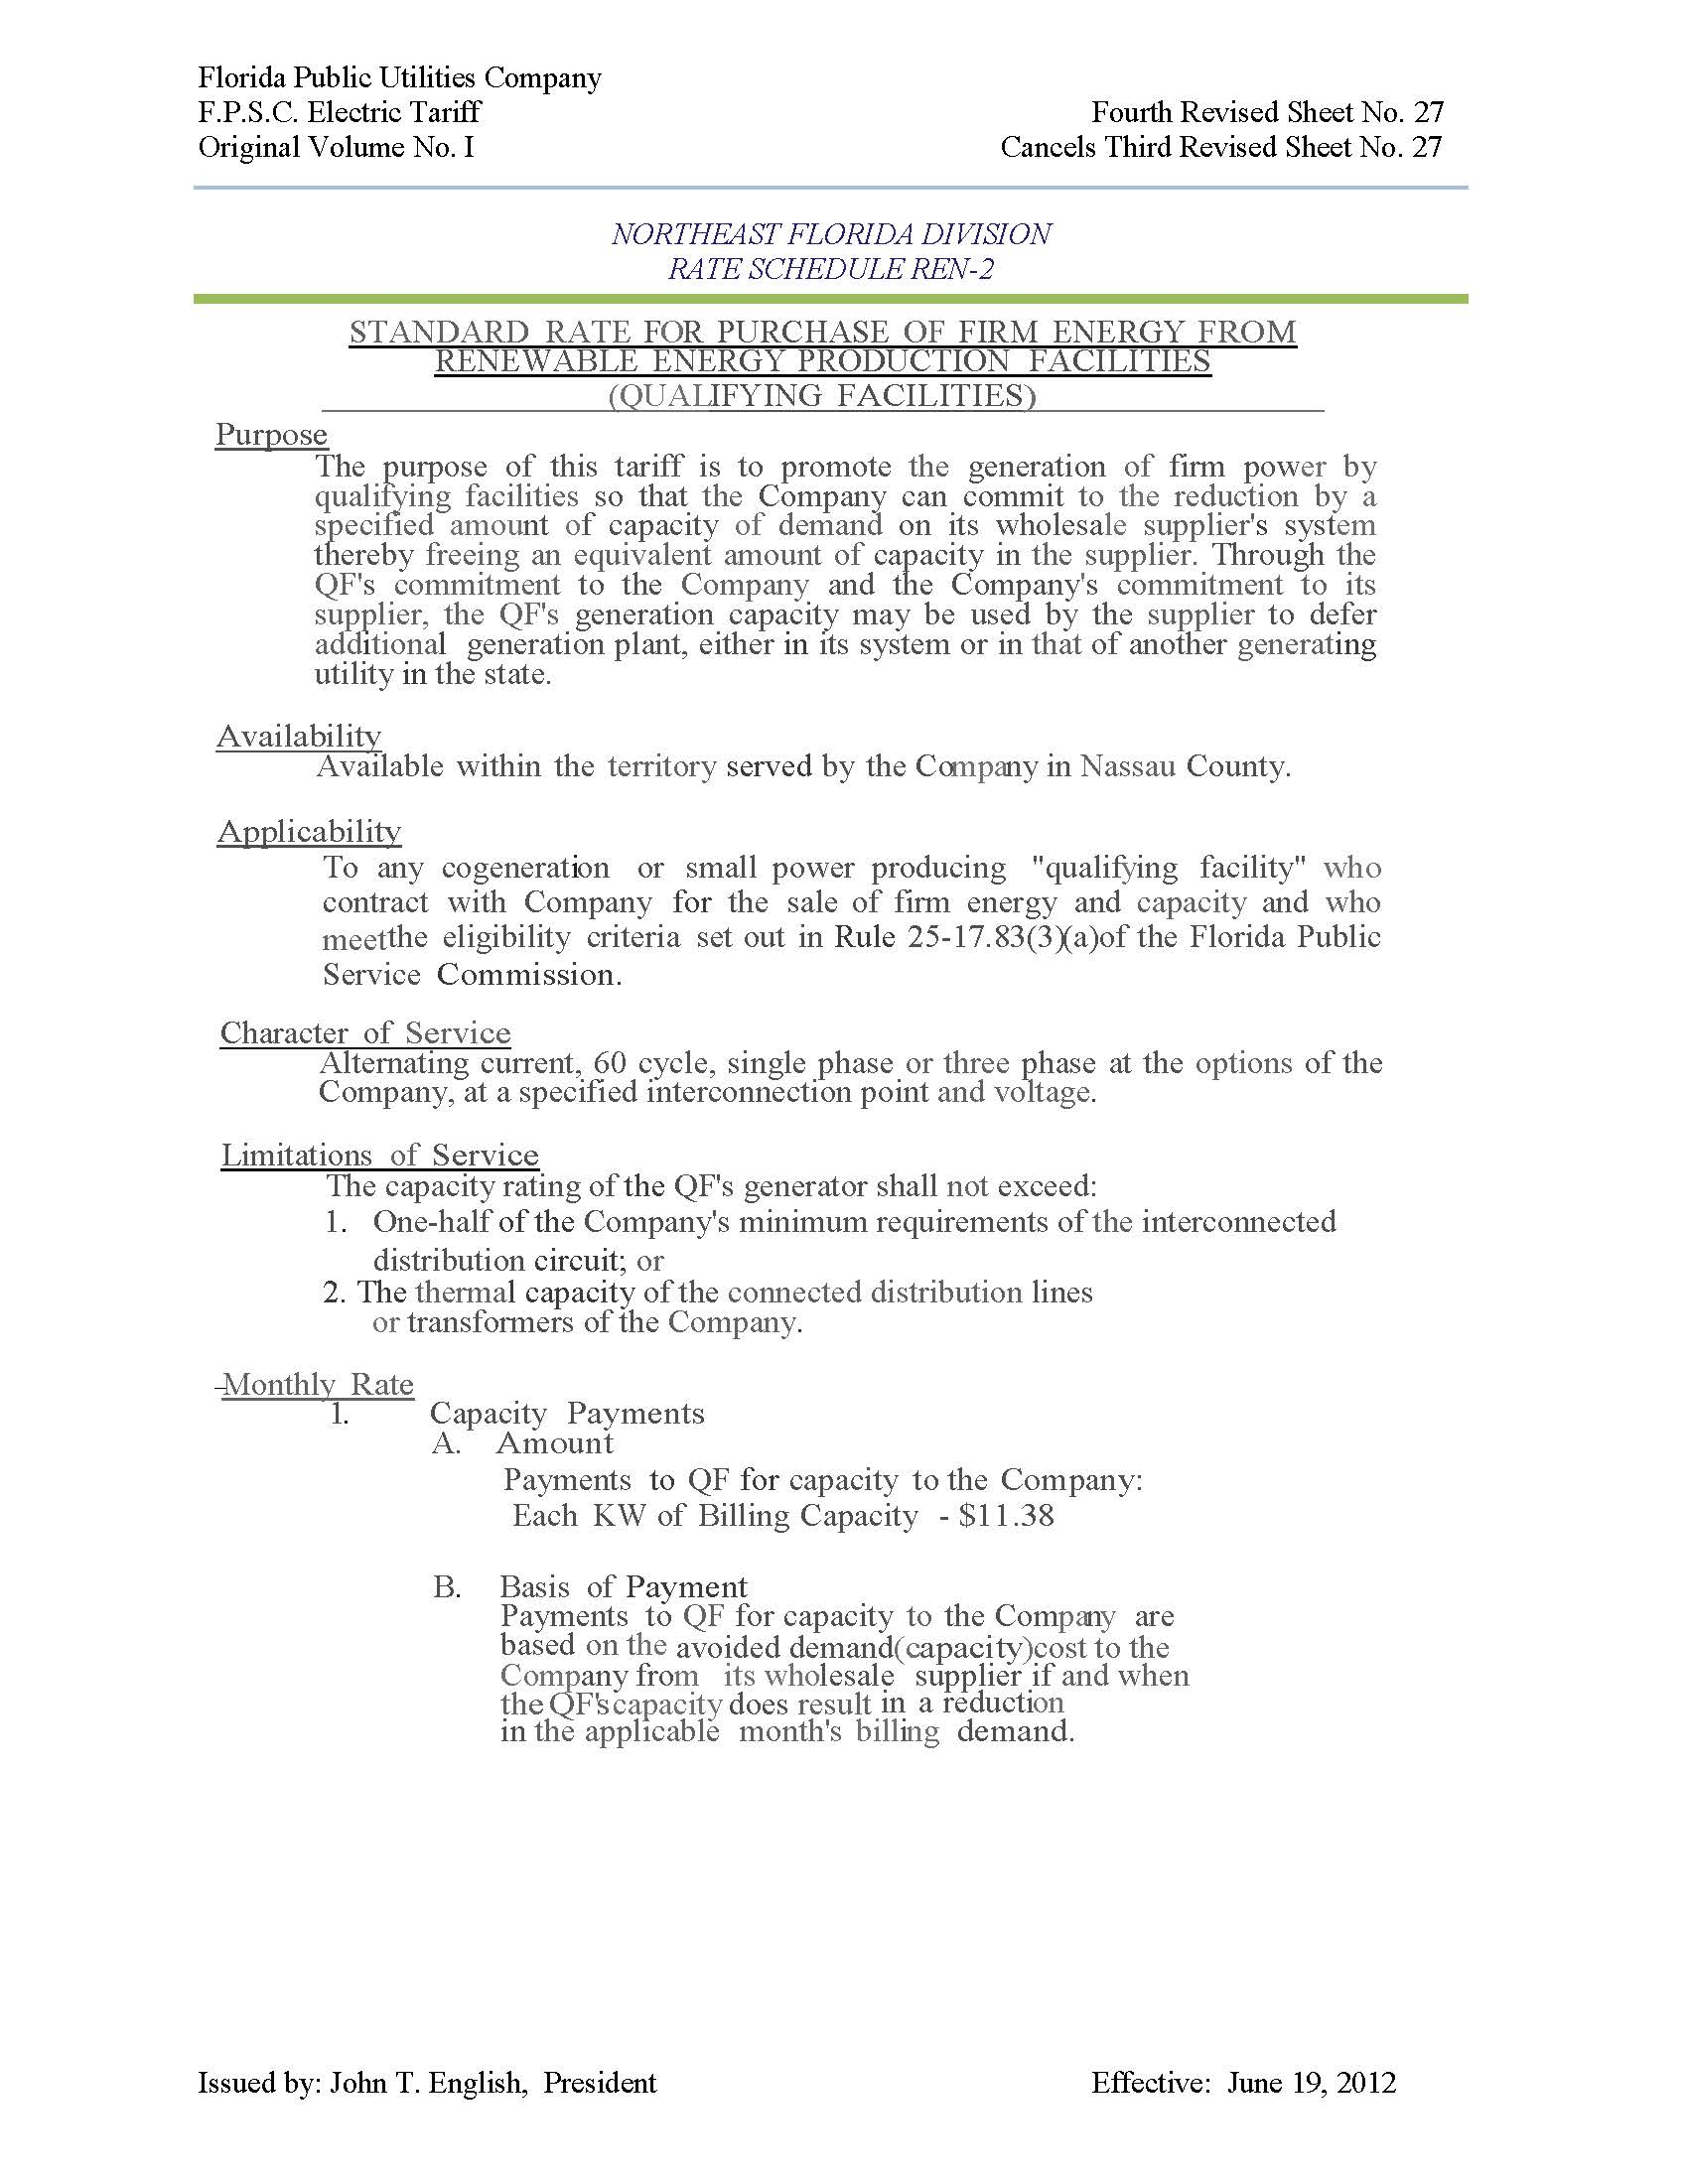 Florida Public Utilities Company
F.P.S.C. Electric Tariff
Fourth Revised Sheet No. 27
Original Volume No. I
Cancels Third Revised Sheet No. 27
NORTHEAST FLORIDA DIVISION
RATE SCHEDULE REN-2
STANDARD RATE FOR PURCHASE OF FIRM ENERGY FROM
RENEWABLE ENERGY PRODUCTION FACILITIES
(QUALIFYING FACILITIES)
Purpose
The purpose of this tariff is to promote the generation of firm power by
qualifying facilities so that the Company can commit to the reduction by a
specified amount of capacity of demand on its wholesale supplier's system
thereby freeing an equivalent amount of capacity in the supplier. Through the
QF's commitment to the Company and the Company's commitment to its
supplier, the QF's generation capacity may be used by the supplier to defer
additional generation plant, either in its system or in that of another generating
utility in the state.
Availability
Available within the territory served by the Company in Nassau County.
Applicability
To any cogeneration or small power producing "qualifying facility" who
contract with Company for the sale of firm energy and capacity and who
meetthe eligibility criteria set out in Rule 25-17.83(3)(a)of the Florida Public
Service Commission.
Character of Service
Alternating current, 60 cycle, single phase or three phase at the options of the
Company, at a specified interconnection point and voltage.
Limitations of Service
The capacity rating of the QF's generator shall not exceed:
1. One-half of the Company's minimum requirements of the interconnected
distribution circuit; or
2. The thermal capacity of the connected distribution lines
or transformers of the Company.
Monthly Rate
1. Capacity Payments
A. Amount
Payments to QF for capacity to the Company:
Each KW of Billing Capacity - $11.38
B. Basis of Payment
Payments to QF for capacity to the Company are
based on the avoided demand(capacity)cost to the
Company from its wholesale supplier if and when
the QF's capacity does result in a reduction
in the applicable month's billing demand.
Issued by: John T. English, President
Effective: June 19, 2012